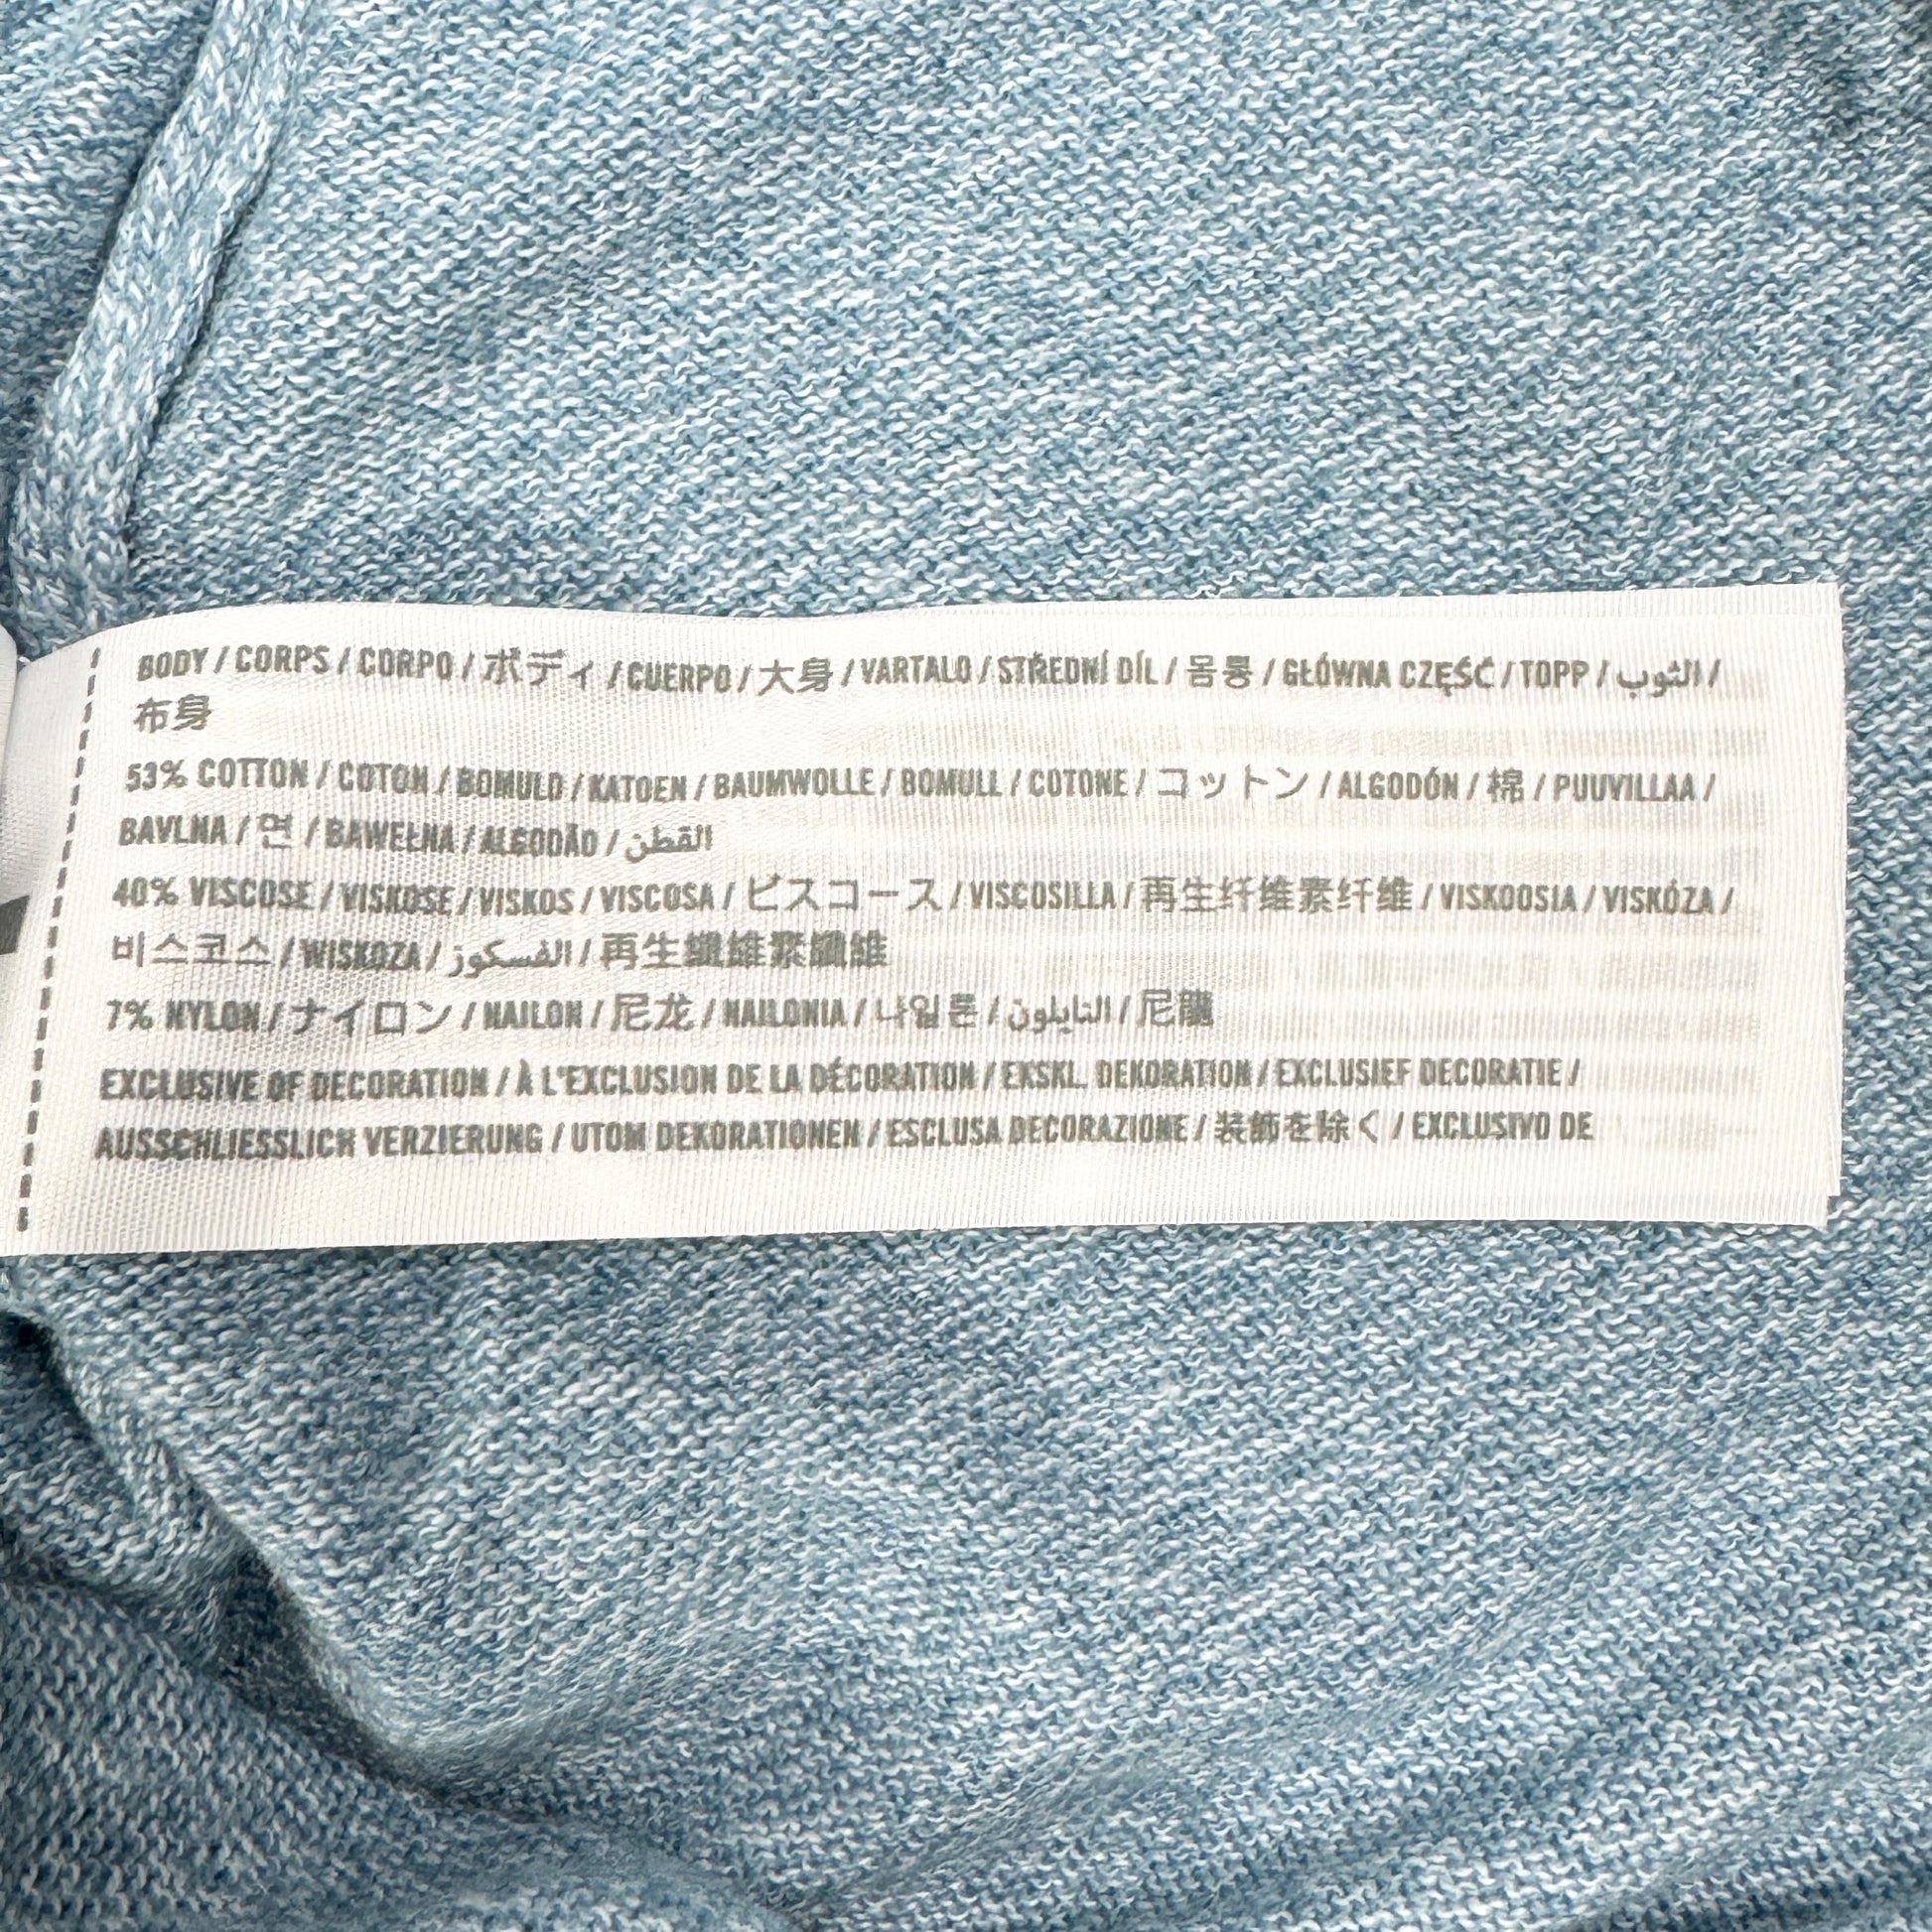 BODY / CORPS / CORPO / ボディ / CUERPO / 大身 / VARTALO / STŘEDNÍ DÍL / 몸통 / GŁÓWNA CZĘŚĆ / TOPP / الثوب /
布身
53% COTTON / COTON / BOMULD / KATOEN / BAUMWOLLE / BOMULL / COTONE / コットン / ALGODÓN / 棉 / PUUVILLAA /
BAVLNA / 면 / BAWEŁNA / ALGODÃO / القطن
40% VISCOSE / VISKOSE / VISKOS / VISCOSA / ビスコース / VISCOSILLA / 再生纤维素纤维 / VISKOOSIA / VISKÓZA /
비스코스 / WISKOZA / الفسكوز / 再生纖維素纖維
7% NYLON / ナイロン / NAILON / 尼龙 / NAILONIA / 나일론 / النايلون / 尼龍
EXCLUSIVE OF DECORATION / À L'EXCLUSION DE LA DÉCORATION / EKSKL. DEKORATION / EXCLUSIEF DECORATIE /
AUSSCHLIESSLICH VERZIERUNG / UTOM DEKORATIONEN / ESCLUSA DECORAZIONE / 装飾を除く / EXCLUSIVO DE